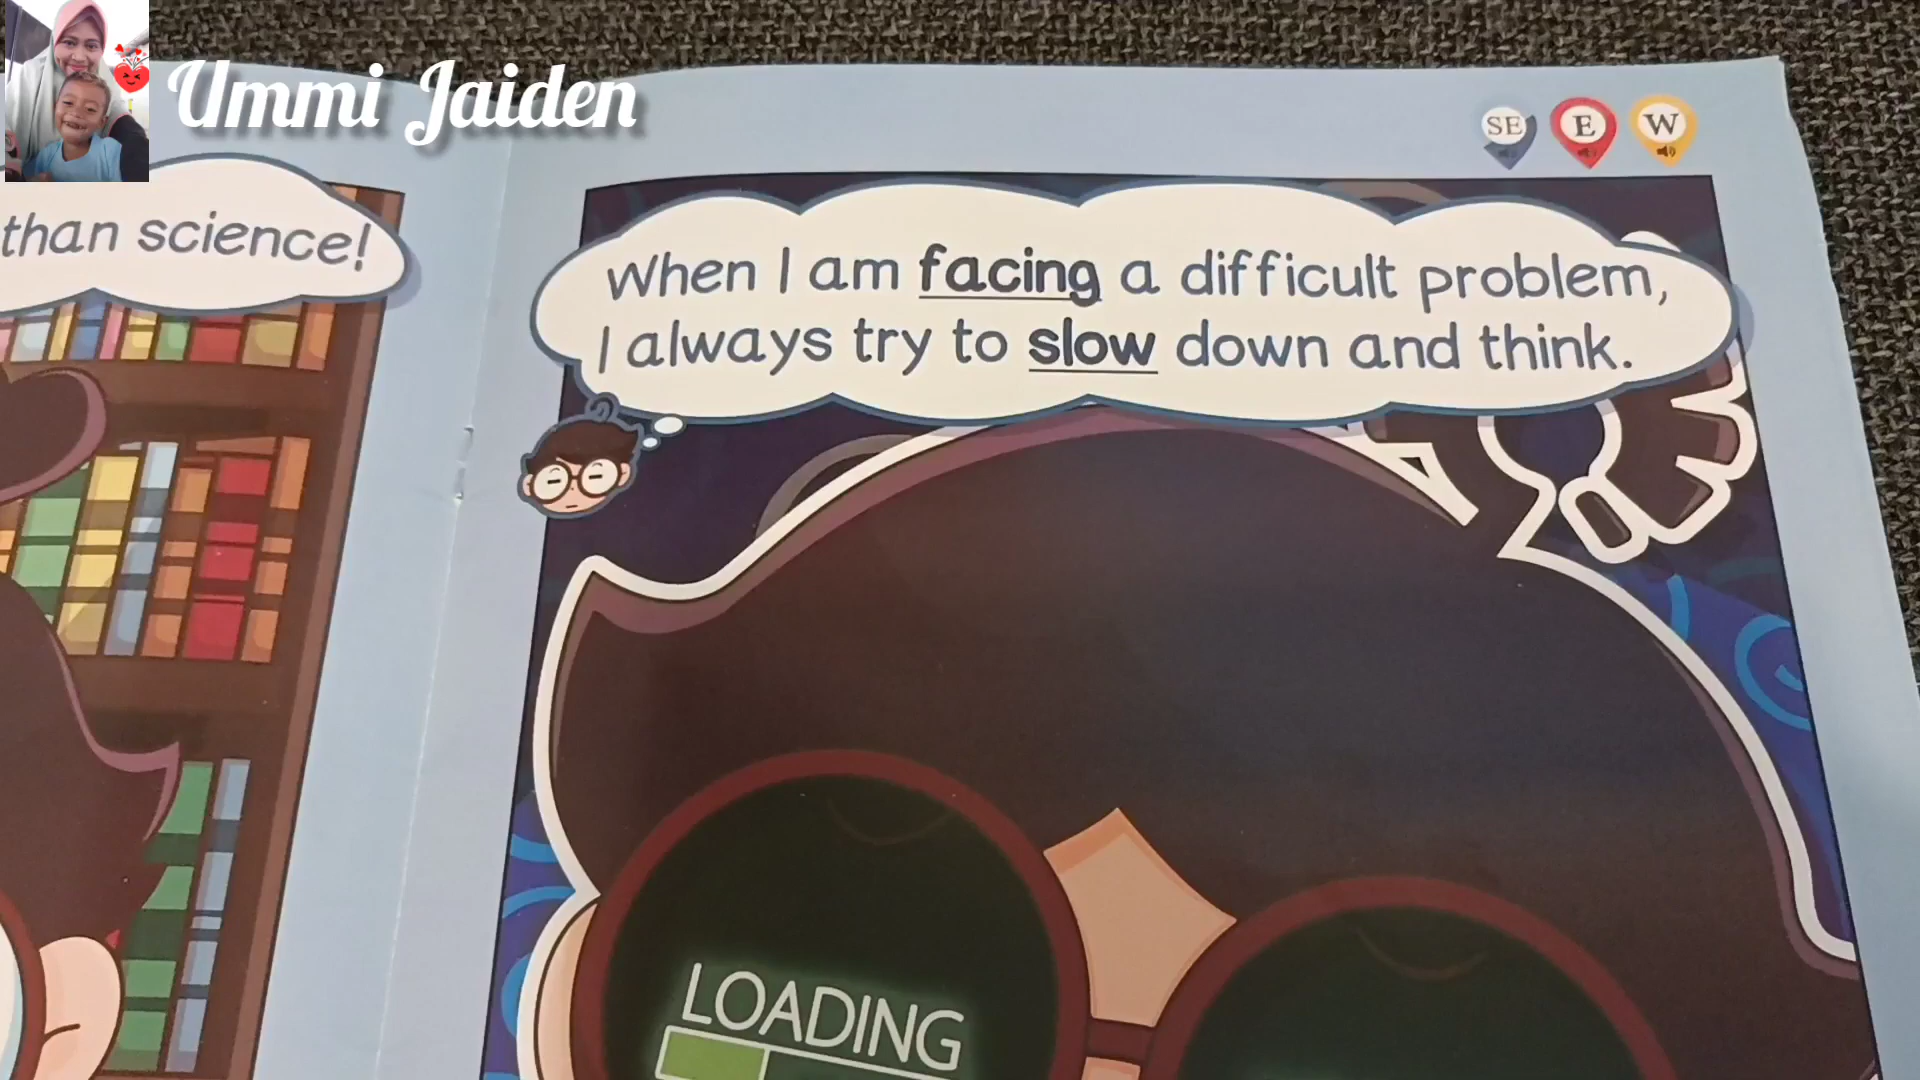 Ummi Jaiden
than science!
SE E W
When I am facing a difficult problem,
I always try to slow down and think.
LOADING